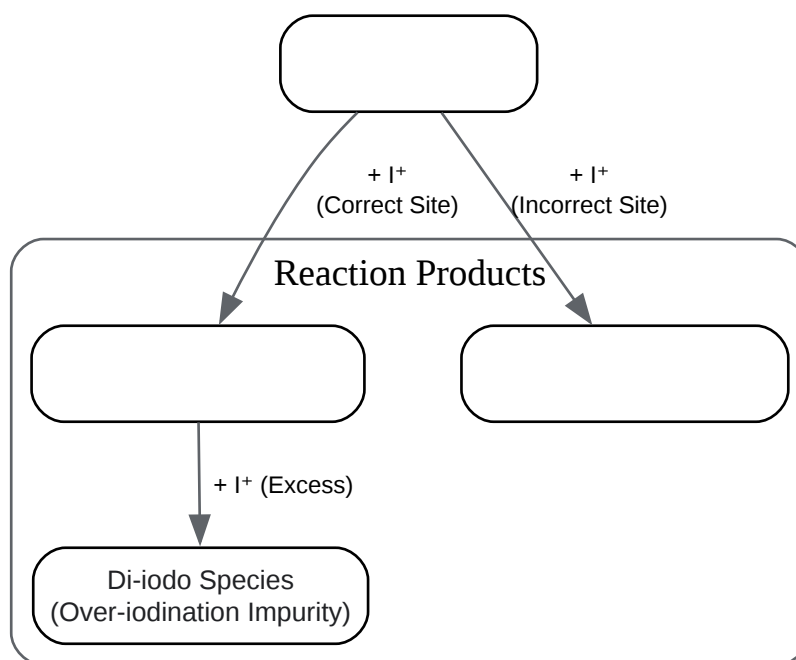 + I⁺
(Correct Site)
+ I⁺
(Incorrect Site)
Reaction Products
+ I⁺ (Excess)
Di-iodo Species
(Over-iodination Impurity)